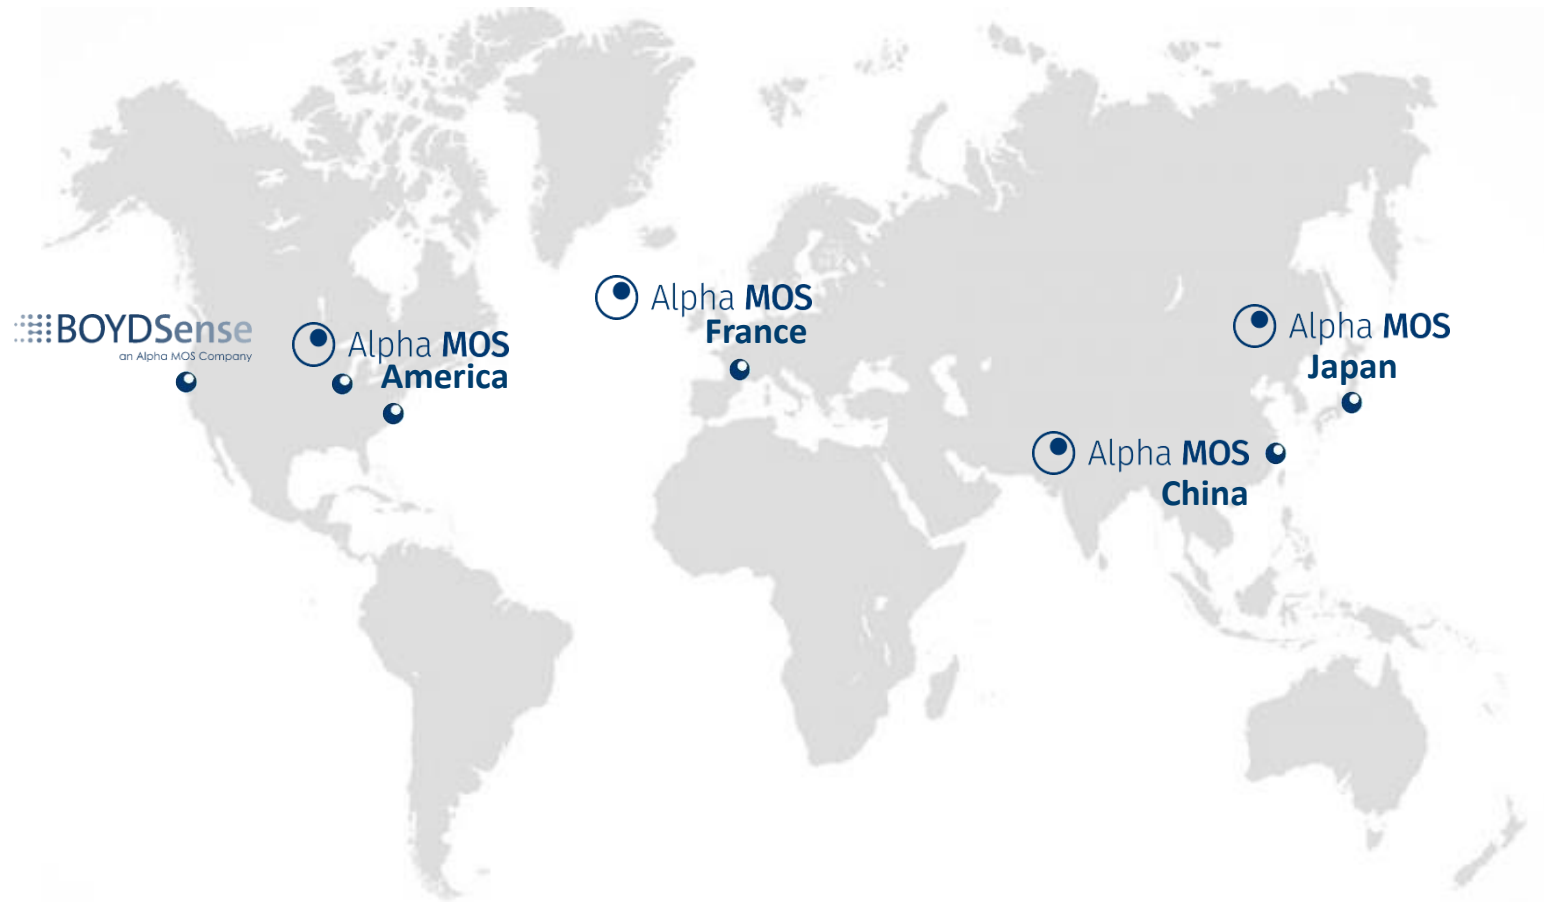 BOYDSense
an Alpha MOS Company
Alpha MOS
America
Alpha MOS
France
Alpha MOS
Japan
Alpha MOS
China